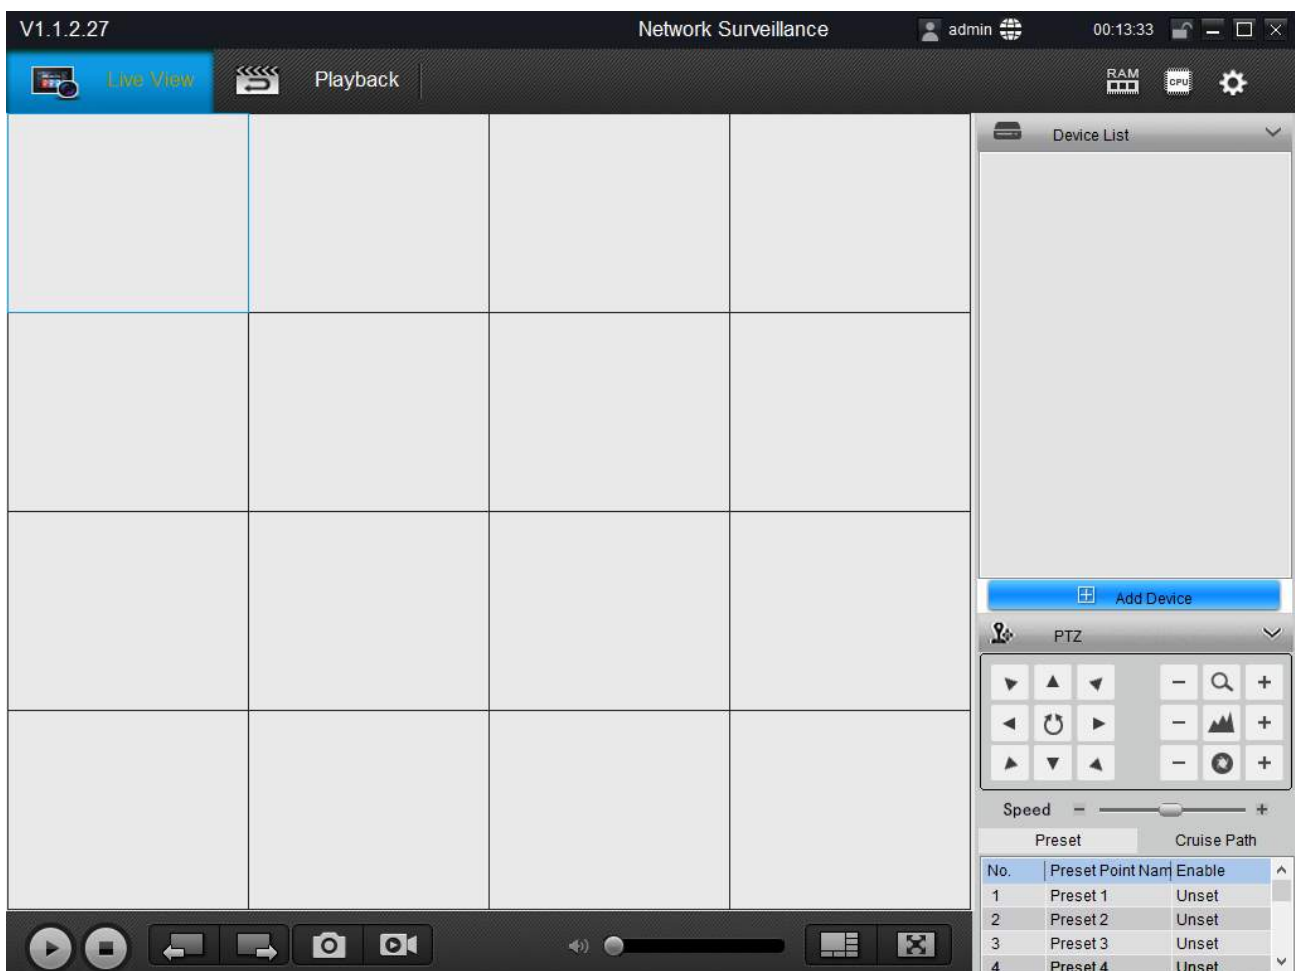 V1.1.2.27 Network Surveillance admin 00:13:33
Live View Playback RAM CPU
Device List
Add Device
PTZ
Speed
Preset Cruise Path
No. Preset Point Nam Enable
1 Preset 1 Unset
2 Preset 2 Unset
3 Preset 3 Unset
4 Preset 4 Unset